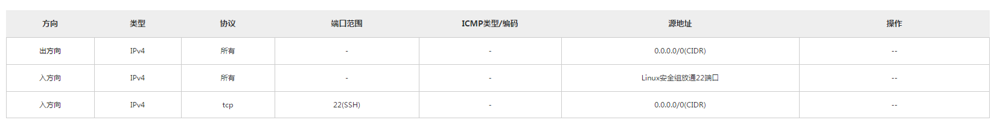 方向 类型 协议 端口范围 ICMP类型/编码 源地址 操作
出方向 IPv4 所有 - - 0.0.0.0/0(CIDR) --
入方向 IPv4 所有 - - Linux安全组放通22端口 --
入方向 IPv4 tcp 22(SSH) - 0.0.0.0/0(CIDR) --